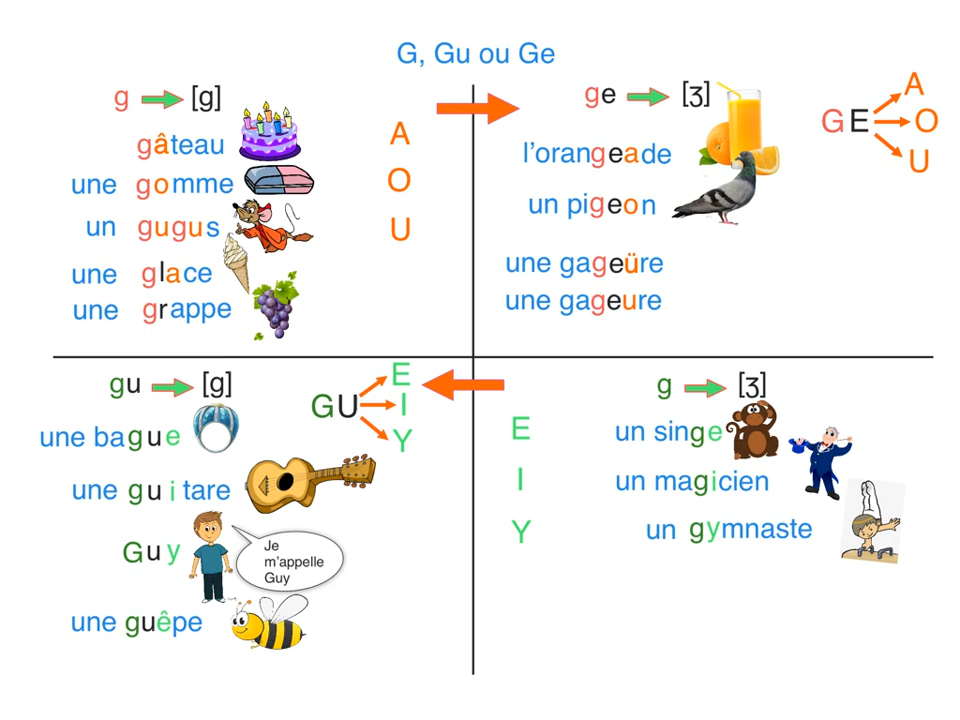 G, Gu ou Ge
g [g]
gâteau
une gomme
un gugus
une glace
une grappe
A
O
U
ge [ʒ]
l'orangeade
un pigeon
une gageüre
une gageure
GE A
O
U
gu [g]
une bague
une guitare
Guy
une guêpe
Je
m'appelle
Guy
GU E
I
Y
E
I
Y
g [ʒ]
un singe
un magicien
un gymnaste